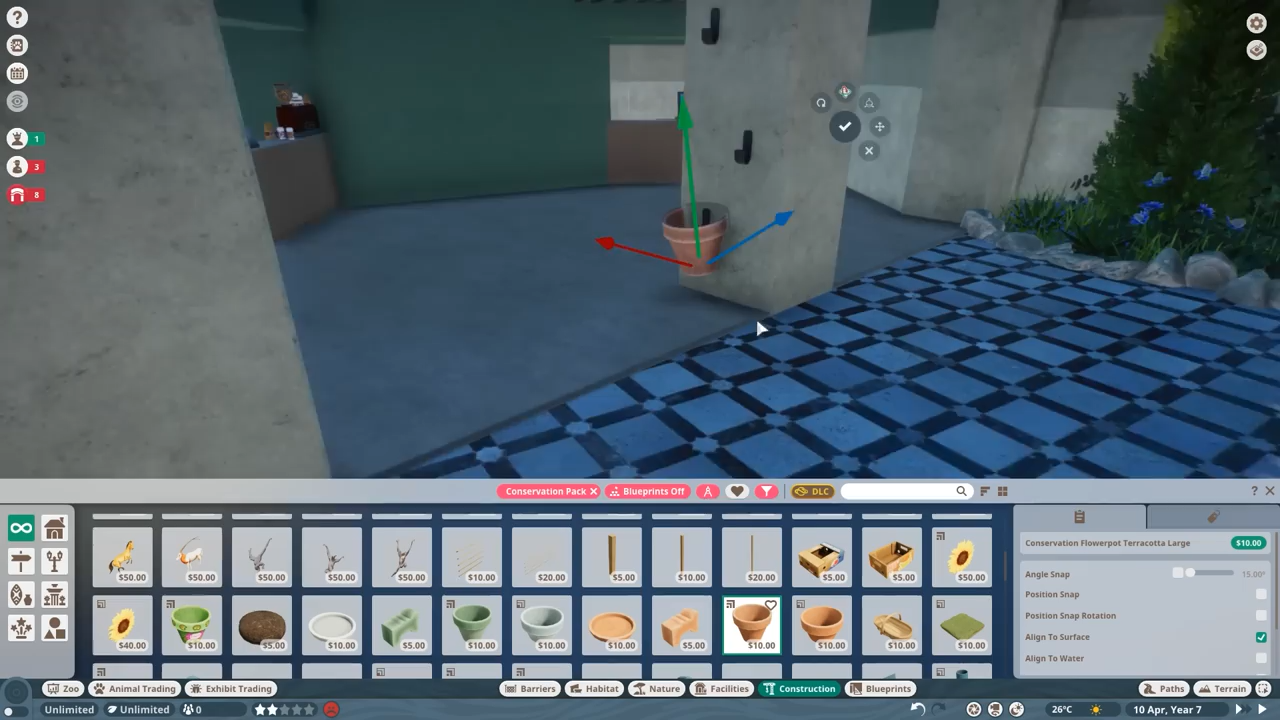 ?
1
3
8
Conservation Pack ✕ Blueprints Off DLC ? ✕
$50.00 $50.00 $50.00 $50.00 $50.00 $10.00 $20.00 $5.00 $10.00 $20.00 $5.00 $5.00 $50.00
$40.00 $10.00 $5.00 $10.00 $5.00 $10.00 $10.00 $10.00 $5.00 $10.00 $10.00 $5.00 $10.00
Conservation Flowerpot Terracotta Large $10.00
Angle Snap 15.00°
Position Snap
Position Snap Rotation
Align To Surface
Align To Water
Zoo Animal Trading Exhibit Trading Barriers Habitat Nature Facilities Construction Blueprints Paths Terrain
Unlimited Unlimited 0 26°C 10 Apr, Year 7